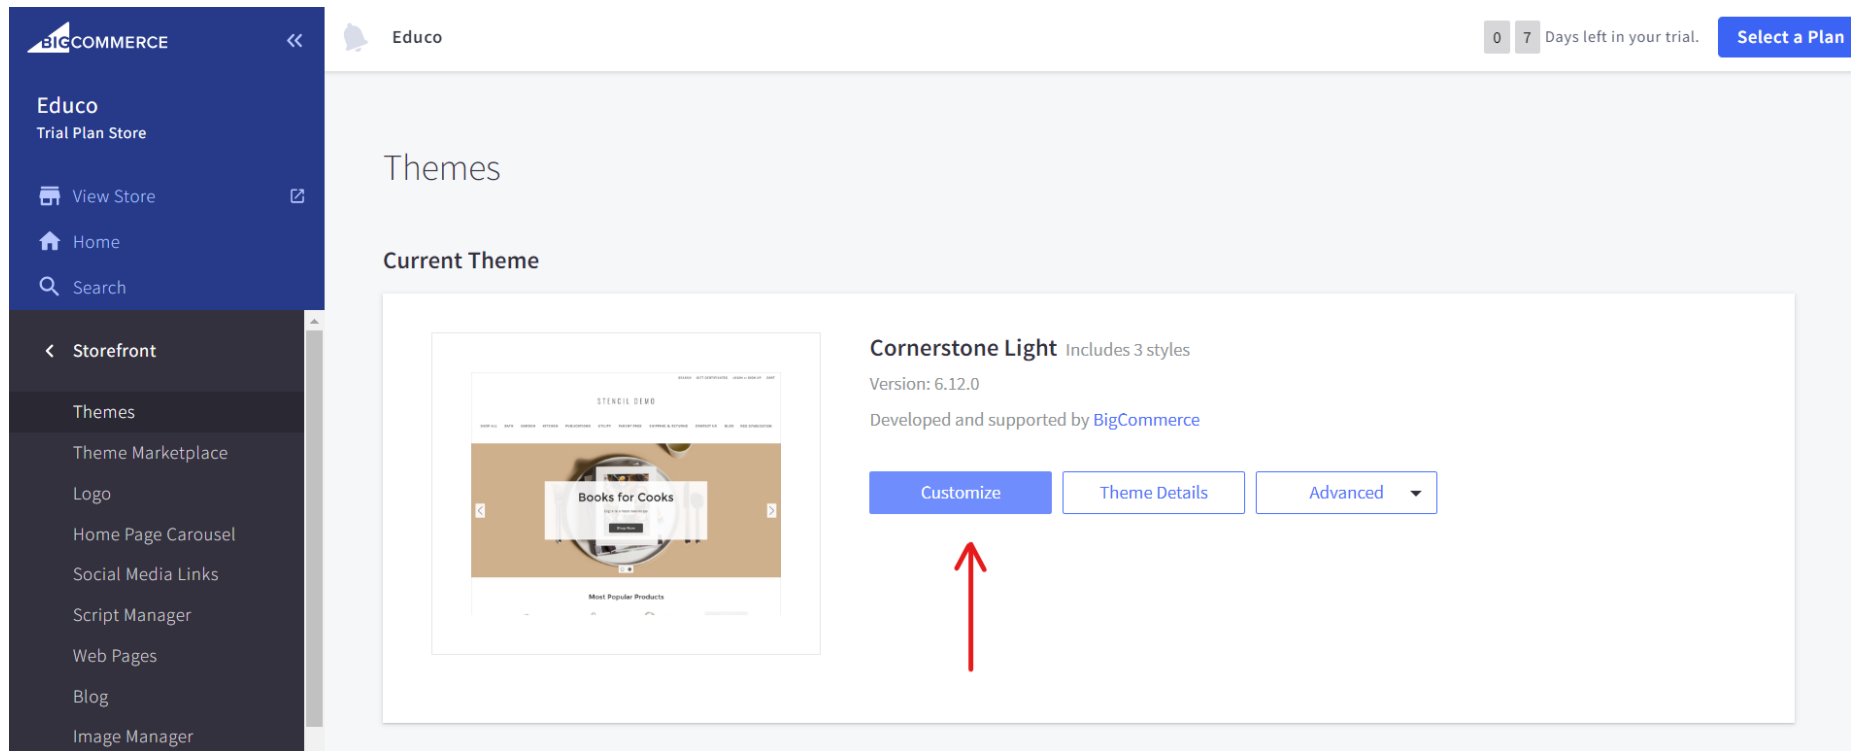 BIGCOMMERCE
Educo
0 7 Days left in your trial.
Select a Plan
Educo
Trial Plan Store
View Store
Home
Search
Storefront
Themes
Theme Marketplace
Logo
Home Page Carousel
Social Media Links
Script Manager
Web Pages
Blog
Image Manager
Themes
Current Theme
STENCIL DEMO
Books for Cooks
Most Popular Products
Cornerstone Light Includes 3 styles
Version: 6.12.0
Developed and supported by BigCommerce
Customize
Theme Details
Advanced